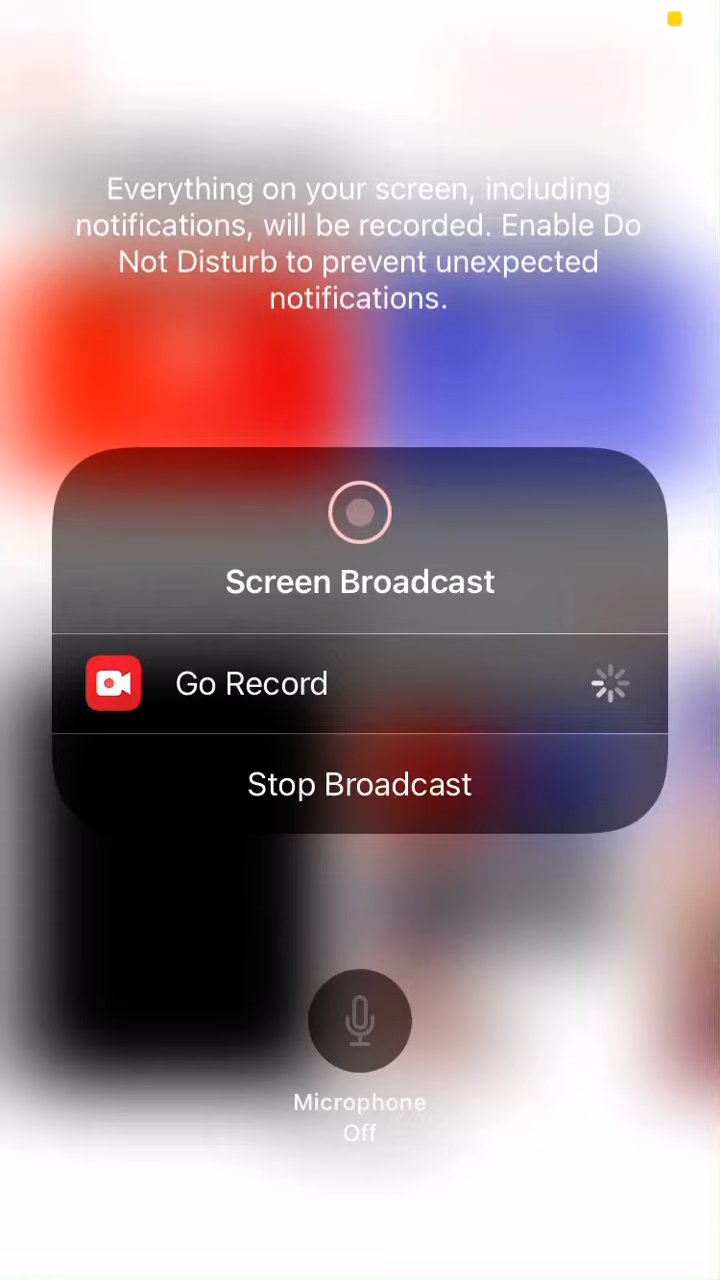 Everything on your screen, including
notifications, will be recorded. Enable Do
Not Disturb to prevent unexpected
notifications.
Screen Broadcast
Go Record
Stop Broadcast
Microphone
Off